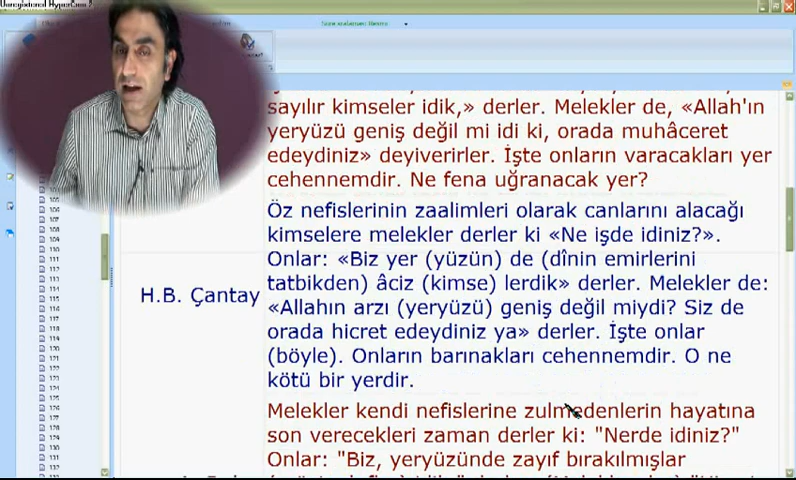 Unregistered HyperCam 2
sayılır kimseler idik,» derler. Melekler de, «Allah'ın
yeryüzü geniş değil mi idi ki, orada muhâceret
edeydiniz» deyiverirler. İşte onların varacakları yer
cehennemdir. Ne fena uğranacak yer?
Öz nefislerinin zaalimleri olarak canlarını alacağı
kimselere melekler derler ki «Ne işde idiniz?».
Onlar: «Biz yer (yüzün) de (dînin emirlerini
tatbikden) âciz (kimse) lerdik» derler. Melekler de:
H.B. Çantay
«Allahın arzı (yeryüzü) geniş değil miydi? Siz de
orada hicret edeydiniz ya» derler. İşte onlar
(böyle). Onların barınakları cehennemdir. O ne
kötü bir yerdir.
Melekler kendi nefislerine zulmedenlerin hayatına
son verecekleri zaman derler ki: "Nerde idiniz?"
Onlar: "Biz, yeryüzünde zayıf bırakılmışlar